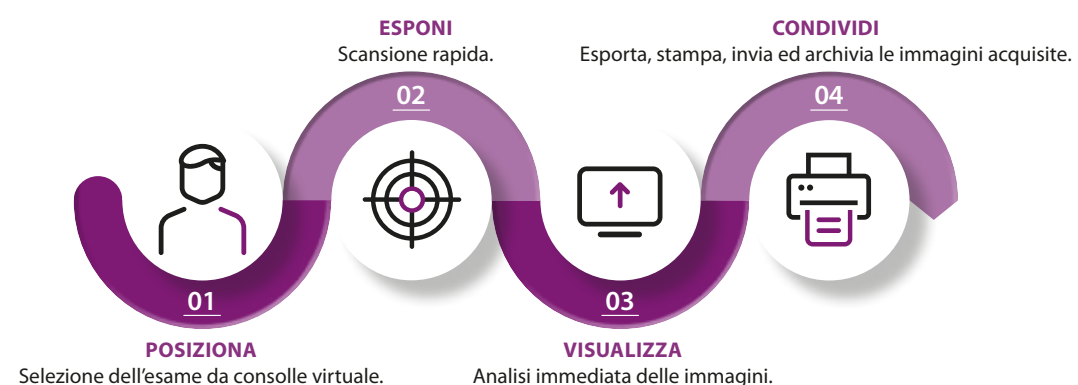 ESPONI
Scansione rapida.
CONDIVIDI
Esporta, stampa, invia ed archivia le immagini acquisite.
02
04
01
03
POSIZIONA
Selezione dell’esame da consolle virtuale.
VISUALIZZA
Analisi immediata delle immagini.